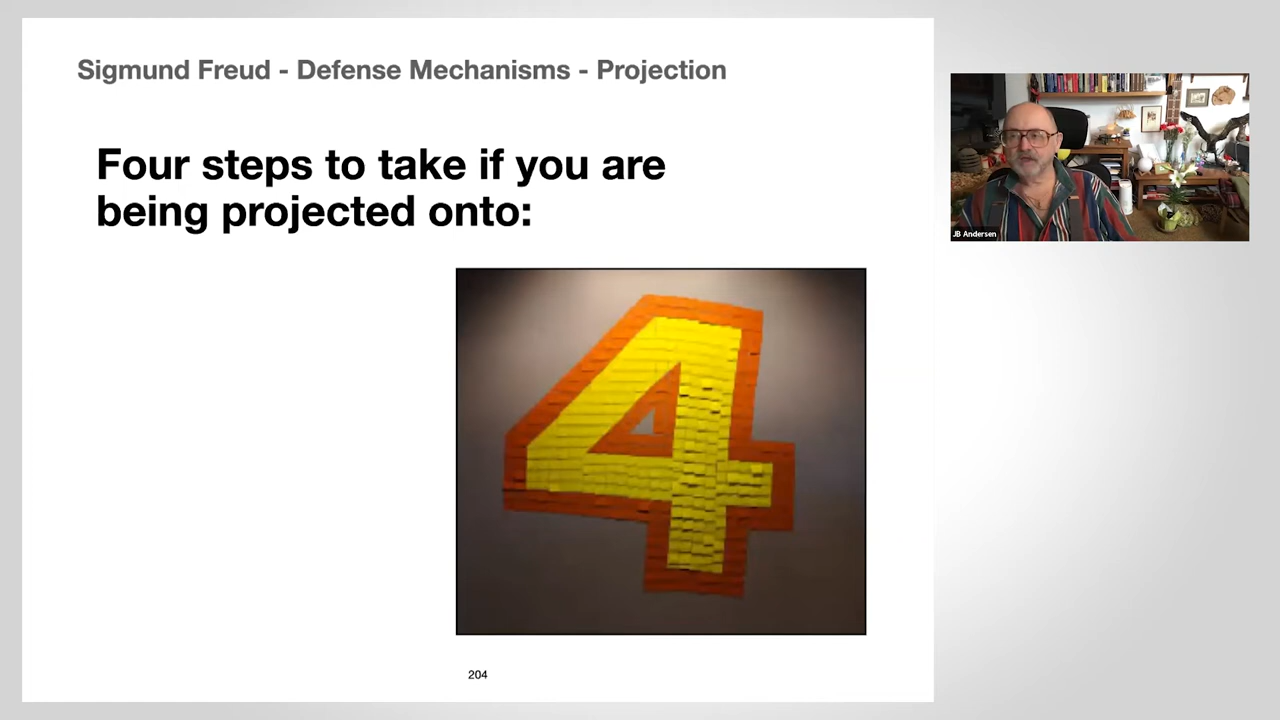 Sigmund Freud - Defense Mechanisms - Projection
Four steps to take if you are
being projected onto:
4
JB Andersen
204